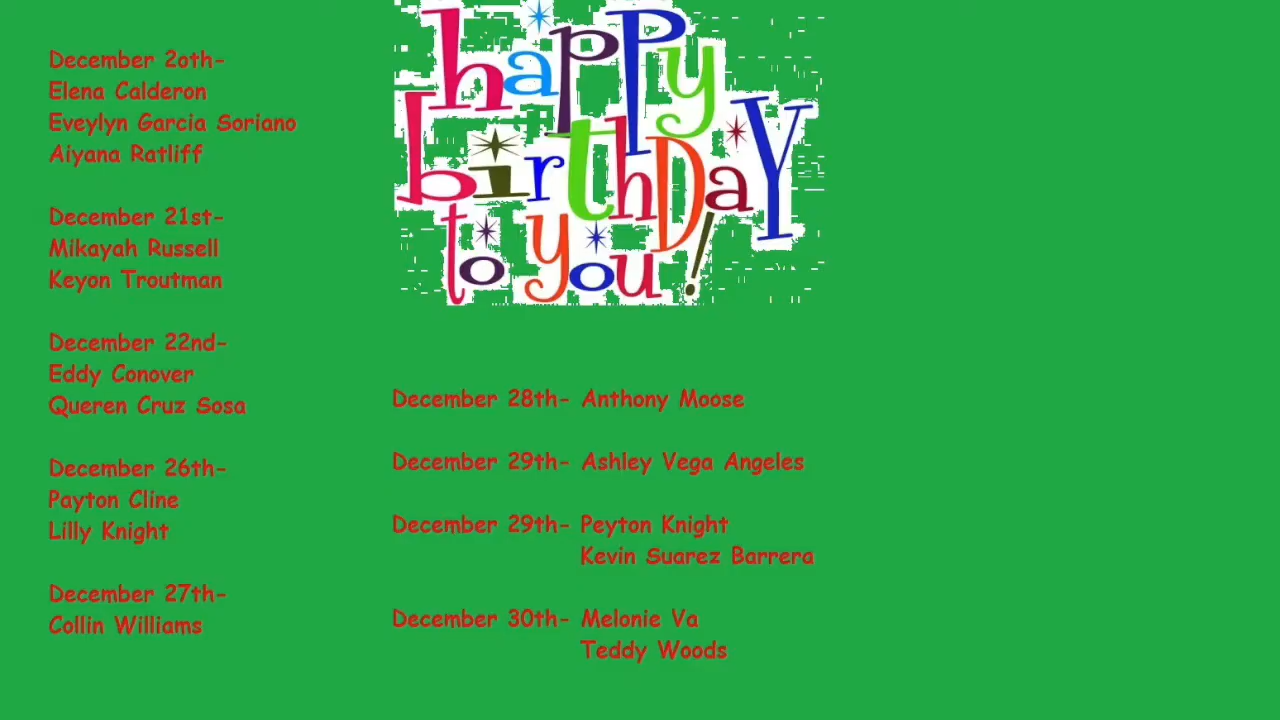 December 2oth-
Elena Calderon
Eveylyn Garcia Soriano
Aiyana Ratliff
December 21st-
Mikayah Russell
Keyon Troutman
December 22nd-
Eddy Conover
Queren Cruz Sosa
December 26th-
Payton Cline
Lilly Knight
December 27th-
Collin Williams
happy
birthDaY
to you!
December 28th- Anthony Moose
December 29th- Ashley Vega Angeles
December 29th- Peyton Knight
Kevin Suarez Barrera
December 30th- Melonie Va
Teddy Woods